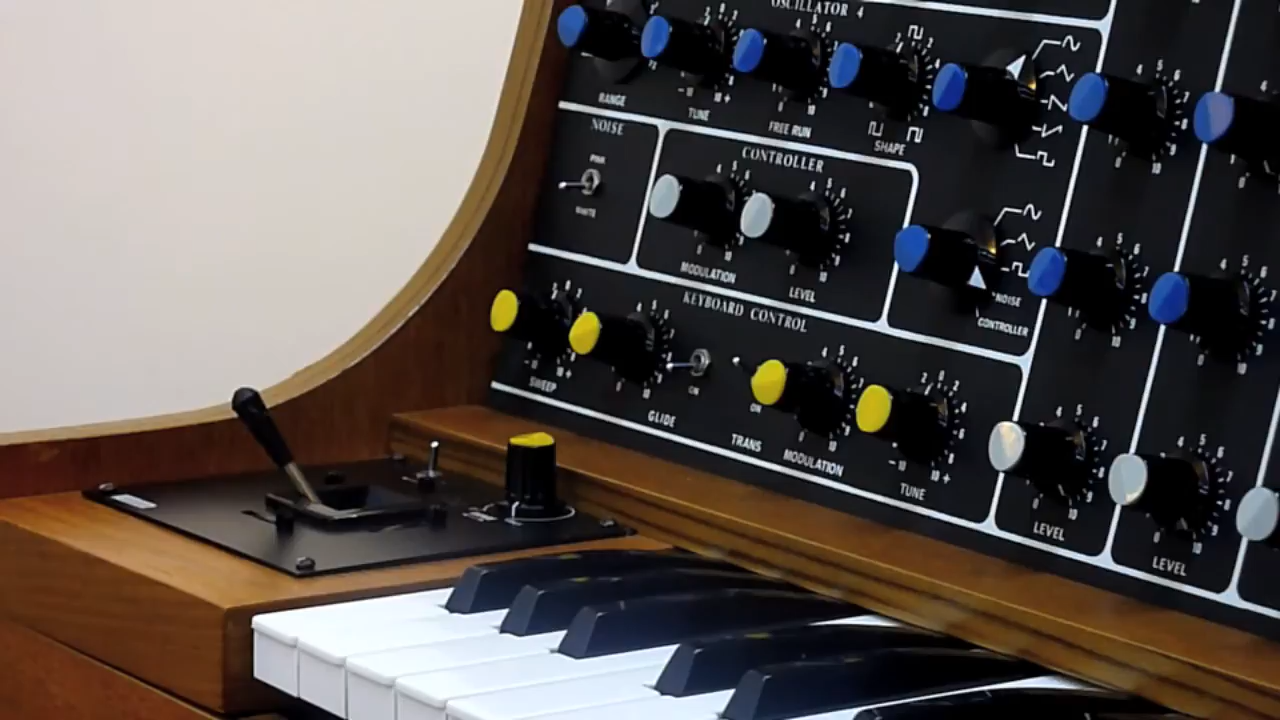 OSCILLATOR 4
RANGE
TUNE
FREE RUN
SHAPE
NOISE
PINK
WHITE
CONTROLLER
MODULATION
LEVEL
NOISE
CONTROLLER
KEYBOARD CONTROL
SWEEP
GLIDE
ON
ON
TRANS
MODULATION
TUNE
LEVEL
LEVEL